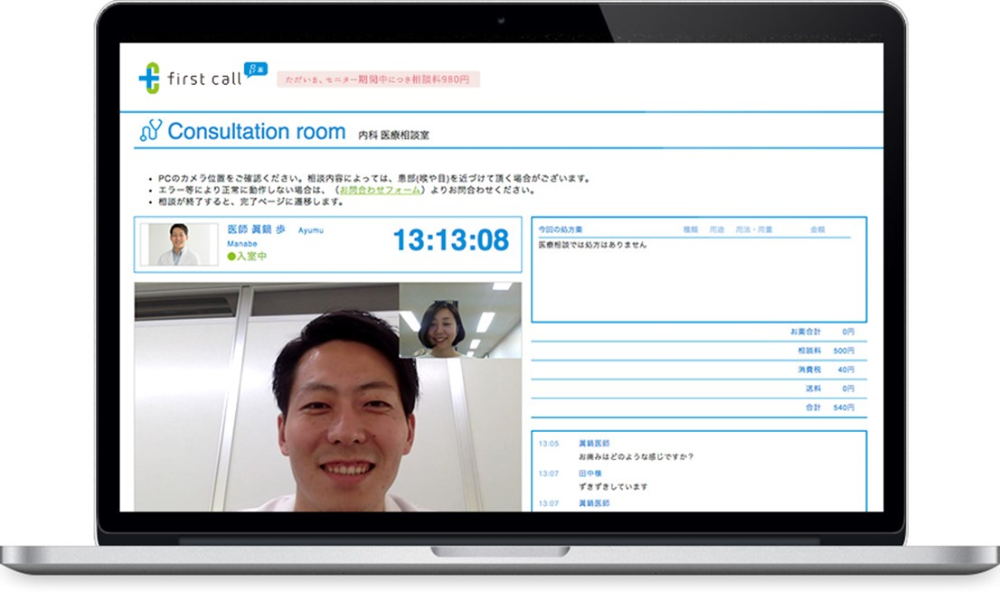 first call β版
ただいま、モニター期間中につき相談料980円
Consultation room 内科 医療相談室
・PCのカメラ位置をご確認ください。相談内容によっては、患部(喉や目)を近づけて頂く場合がございます。
・エラー等により正常に動作しない場合は、（お問合わせフォーム）よりお問合わせください。
・相談が終了すると、完了ページに遷移します。
医師 眞鍋 歩 Ayumu
Manabe
●入室中
13:13:08
今回の処方薬 種類 用途 用法・用量 金額
医療相談では処方はありません
お薬合計 0円
相談料 500円
消費税 40円
送料 0円
合計 540円
13:05 眞鍋医師
お痛みはどのような感じですか？
13:07 田中様
ずきずきしています
13:07 眞鍋医師